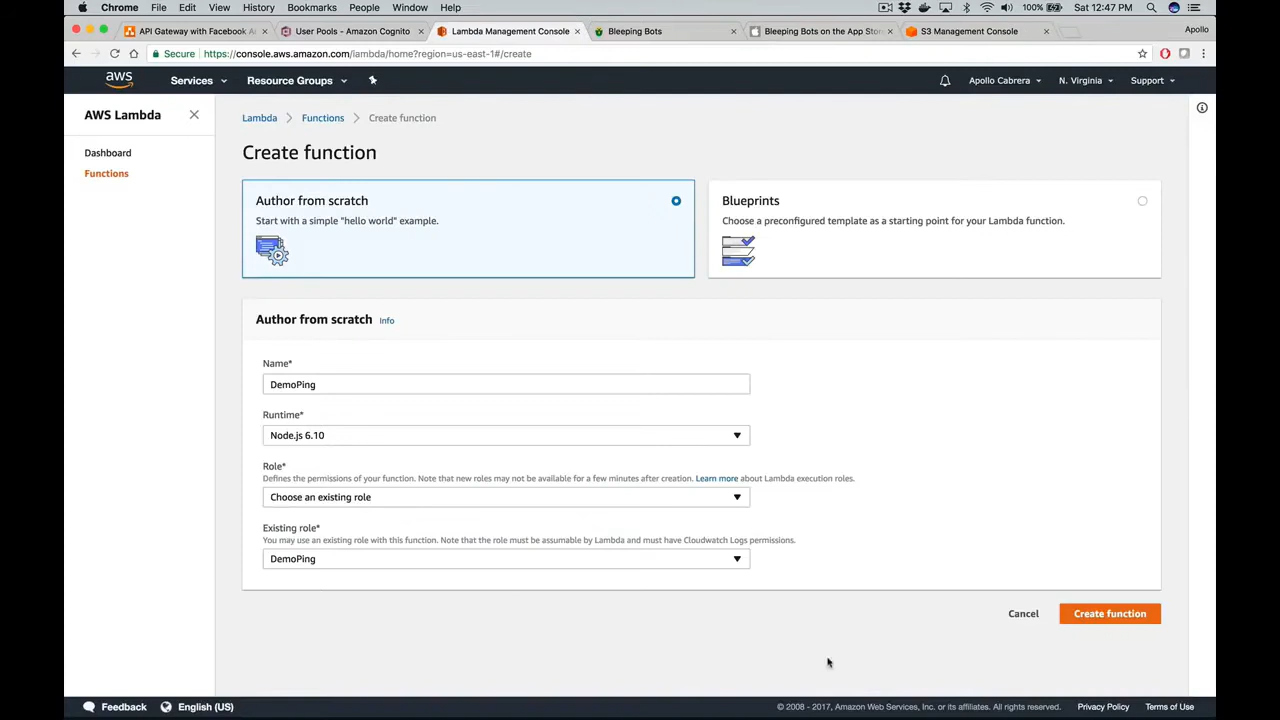 Chrome File Edit View History Bookmarks People Window Help 100% Sat 12:47 PM
API Gateway with Facebook A User Pools - Amazon Cognito Lambda Management Console Bleeping Bots Bleeping Bots on the App Stor S3 Management Console Apollo
Secure https://console.aws.amazon.com/lambda/home?region=us-east-1#/create
aws Services Resource Groups Apollo Cabrera N. Virginia Support
AWS Lambda
Dashboard
Functions
Lambda Functions Create function
Create function
Author from scratch
Start with a simple "hello world" example.
Blueprints
Choose a preconfigured template as a starting point for your Lambda function.
Author from scratch Info
Name*
DemoPing
Runtime*
Node.js 6.10
Role*
Defines the permissions of your function. Note that new roles may not be available for a few minutes after creation. Learn more about Lambda execution roles.
Choose an existing role
Existing role*
You may use an existing role with this function. Note that the role must be assumable by Lambda and must have Cloudwatch Logs permissions.
DemoPing
Cancel Create function
Feedback English (US) © 2008 - 2017, Amazon Web Services, Inc. or its affiliates. All rights reserved. Privacy Policy Terms of Use